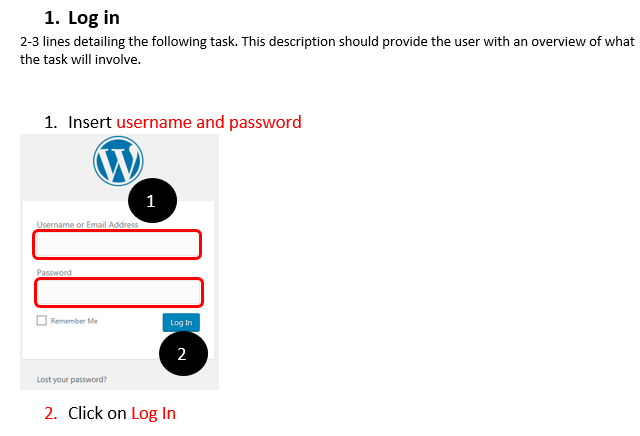 1. Log in
2-3 lines detailing the following task. This description should provide the user with an overview of what
the task will involve.
1. Insert username and password
1
Username or Email Address
Password
Remember Me
Log In
2
Lost your password?
2. Click on Log In